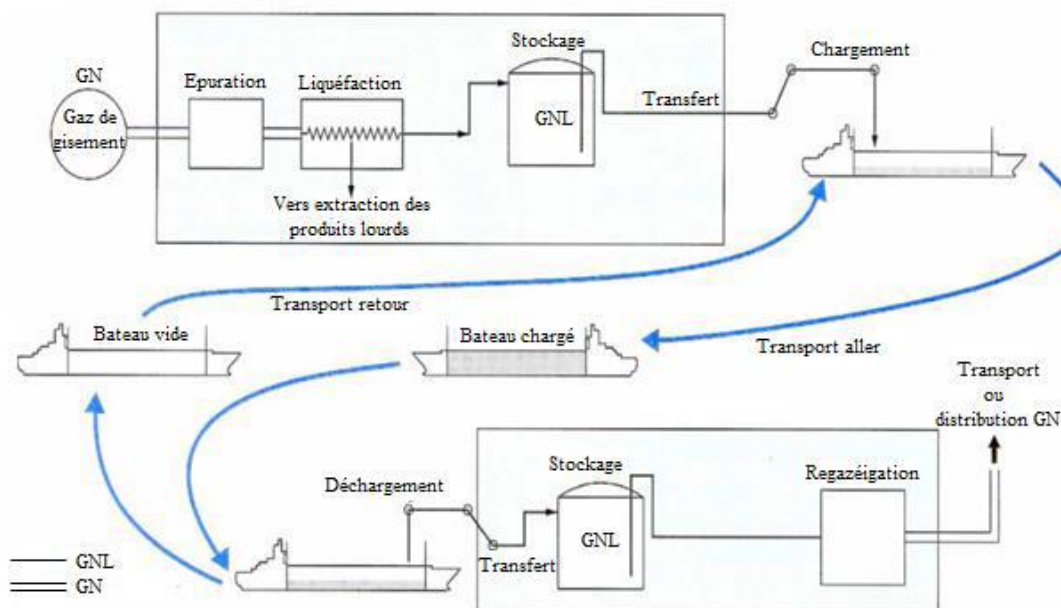 Stockage
Chargement
GN
Epuration
Liquéfaction
Gaz de
gisement
GNL
Transfert
Vers extraction des
produits lourds
Transport retour
Bateau vide
Bateau chargé
Transport aller
Transport
ou
distribution GN
Stockage
Déchargement
Regazéigation
GNL
Transfert
GNL
GN